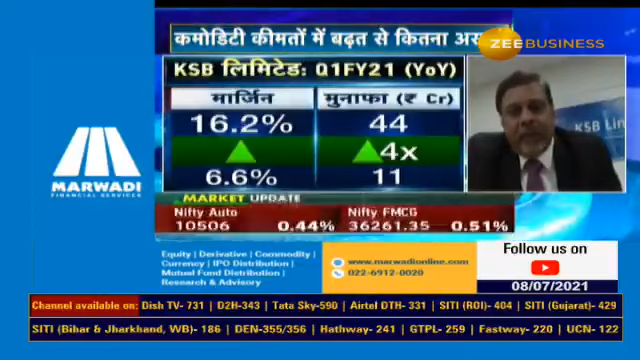 कमोडिटी कीमतों में बढ़त से कितना
ZEEBUSINESS
KSB लिमिटेड: Q1FY21 (YoY)
मार्जिन
मुनाफा (₹ Cr)
16.2%
44
4x
6.6%
11
KSB
MARWADI
FINANCIAL SERVICES
MARKET UPDATE
Nifty Auto
10506 0.44%
Nifty FMCG
36261.35 0.51%
Equity | Derivative | Commodity |
Currency | IPO Distribution |
Mutual Fund Distribution |
Research & Advisory
www.marwadionline.com
022-6912-0020
Follow us on
08/07/2021
Channel available on: Dish TV- 731 | D2H-343 | Tata Sky-590 | Airtel DTH- 331 | SITI (ROI)- 404 | SITI (Gujarat)- 429
SITI (Bihar & Jharkhand, WB)- 186 | DEN-355/356 | Hathway- 241 | GTPL- 259 | Fastway- 220 | UCN- 122